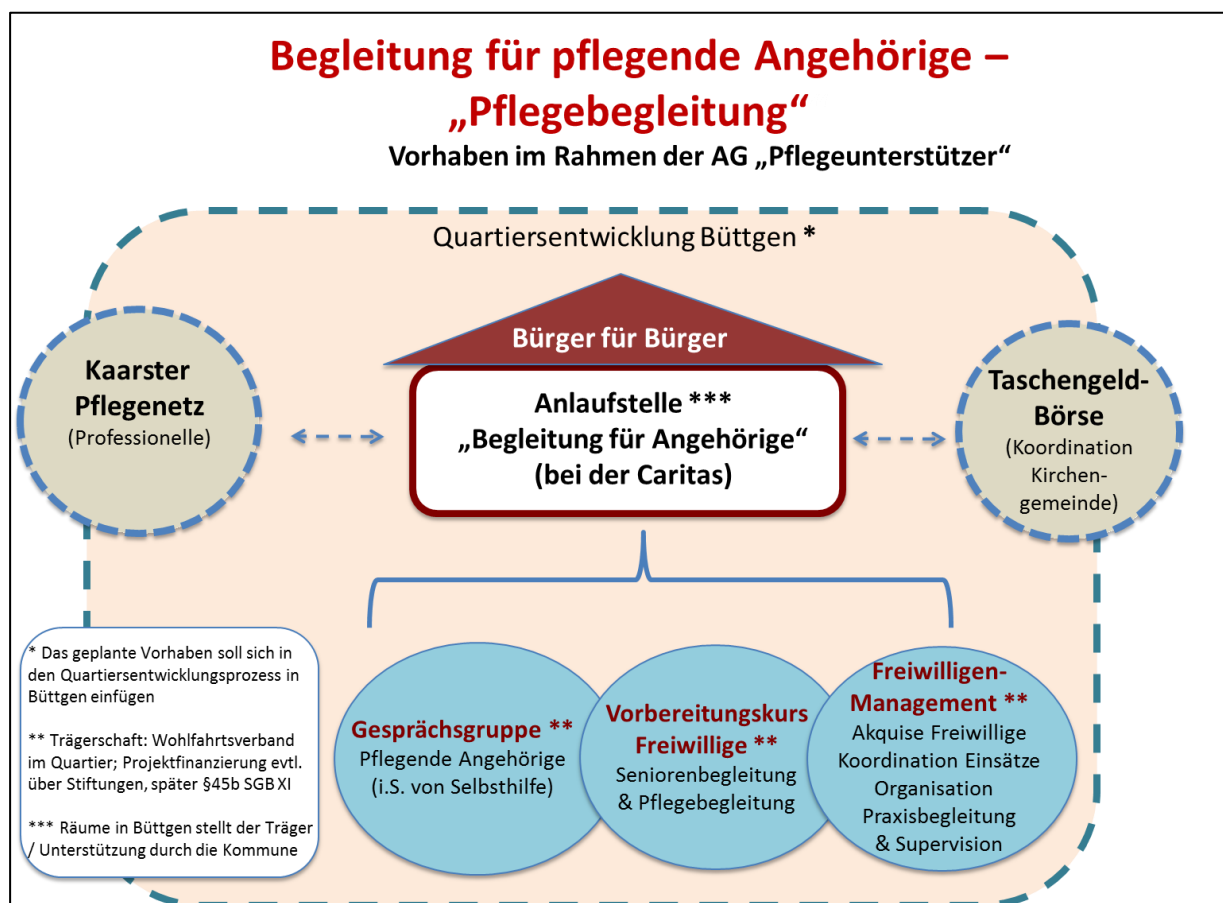 Begleitung für pflegende Angehörige –
„Pflegebegleitung“
Vorhaben im Rahmen der AG „Pflegeunterstützer“
Quartiersentwicklung Büttgen *
Bürger für Bürger
Kaarster
Pflegenetz
(Professionelle)
Anlaufstelle ***
„Begleitung für Angehörige“
(bei der Caritas)
Taschengeld-
Börse
(Koordination
Kirchen-
gemeinde)
* Das geplante Vorhaben soll sich in
den Quartiersentwicklungsprozess in
Büttgen einfügen
** Trägerschaft: Wohlfahrtsverband
im Quartier; Projektfinanzierung evtl.
über Stiftungen, später §45b SGB XI
*** Räume in Büttgen stellt der Träger
/ Unterstützung durch die Kommune
Gesprächsgruppe **
Pflegende Angehörige
(i.S. von Selbsthilfe)
Vorbereitungskurs
Freiwillige **
Seniorenbegleitung
& Pflegebegleitung
Freiwilligen-
Management **
Akquise Freiwillige
Koordination Einsätze
Organisation
Praxisbegleitung
& Supervision